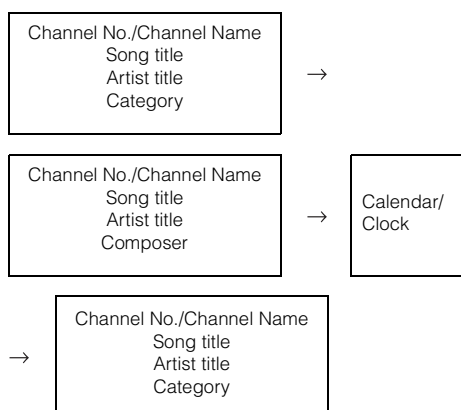 Channel No./Channel Name
Song title
Artist title
Category
→
Channel No./Channel Name
Song title
Artist title
Composer
→
Calendar/
Clock
→
Channel No./Channel Name
Song title
Artist title
Category